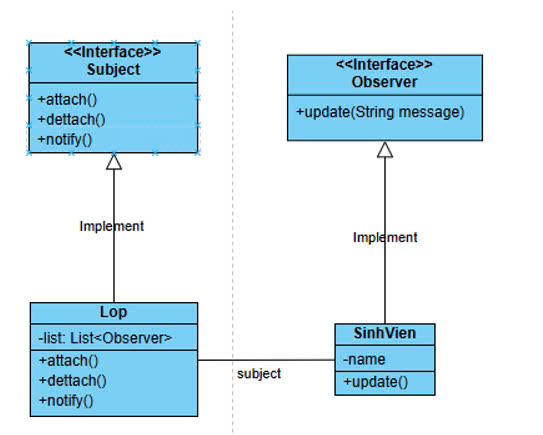 <<Interface>>
Subject
+attach()
+dettach()
+notify()
<<Interface>>
Observer
+update(String message)
Implement
Implement
Lop
-list: List<Observer>
+attach()
+dettach()
+notify()
subject
SinhVien
-name
+update()